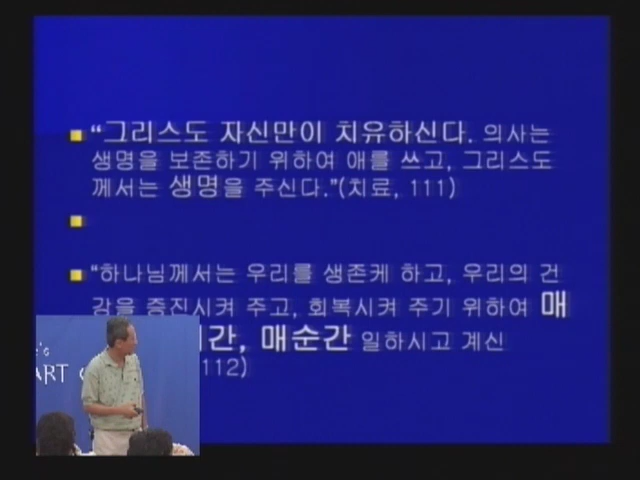 “그리스도 자신만이 치유하신다. 의사는
생명을 보존하기 위하여 애를 쓰고, 그리스도
께서는 생명을 주신다.”(치료, 111)
“하나님께서는 우리를 생존케 하고, 우리의 건
강을 증진시켜 주고, 회복시켜 주기 위하여 매
간, 매순간 일하시고 계신
112)
ART